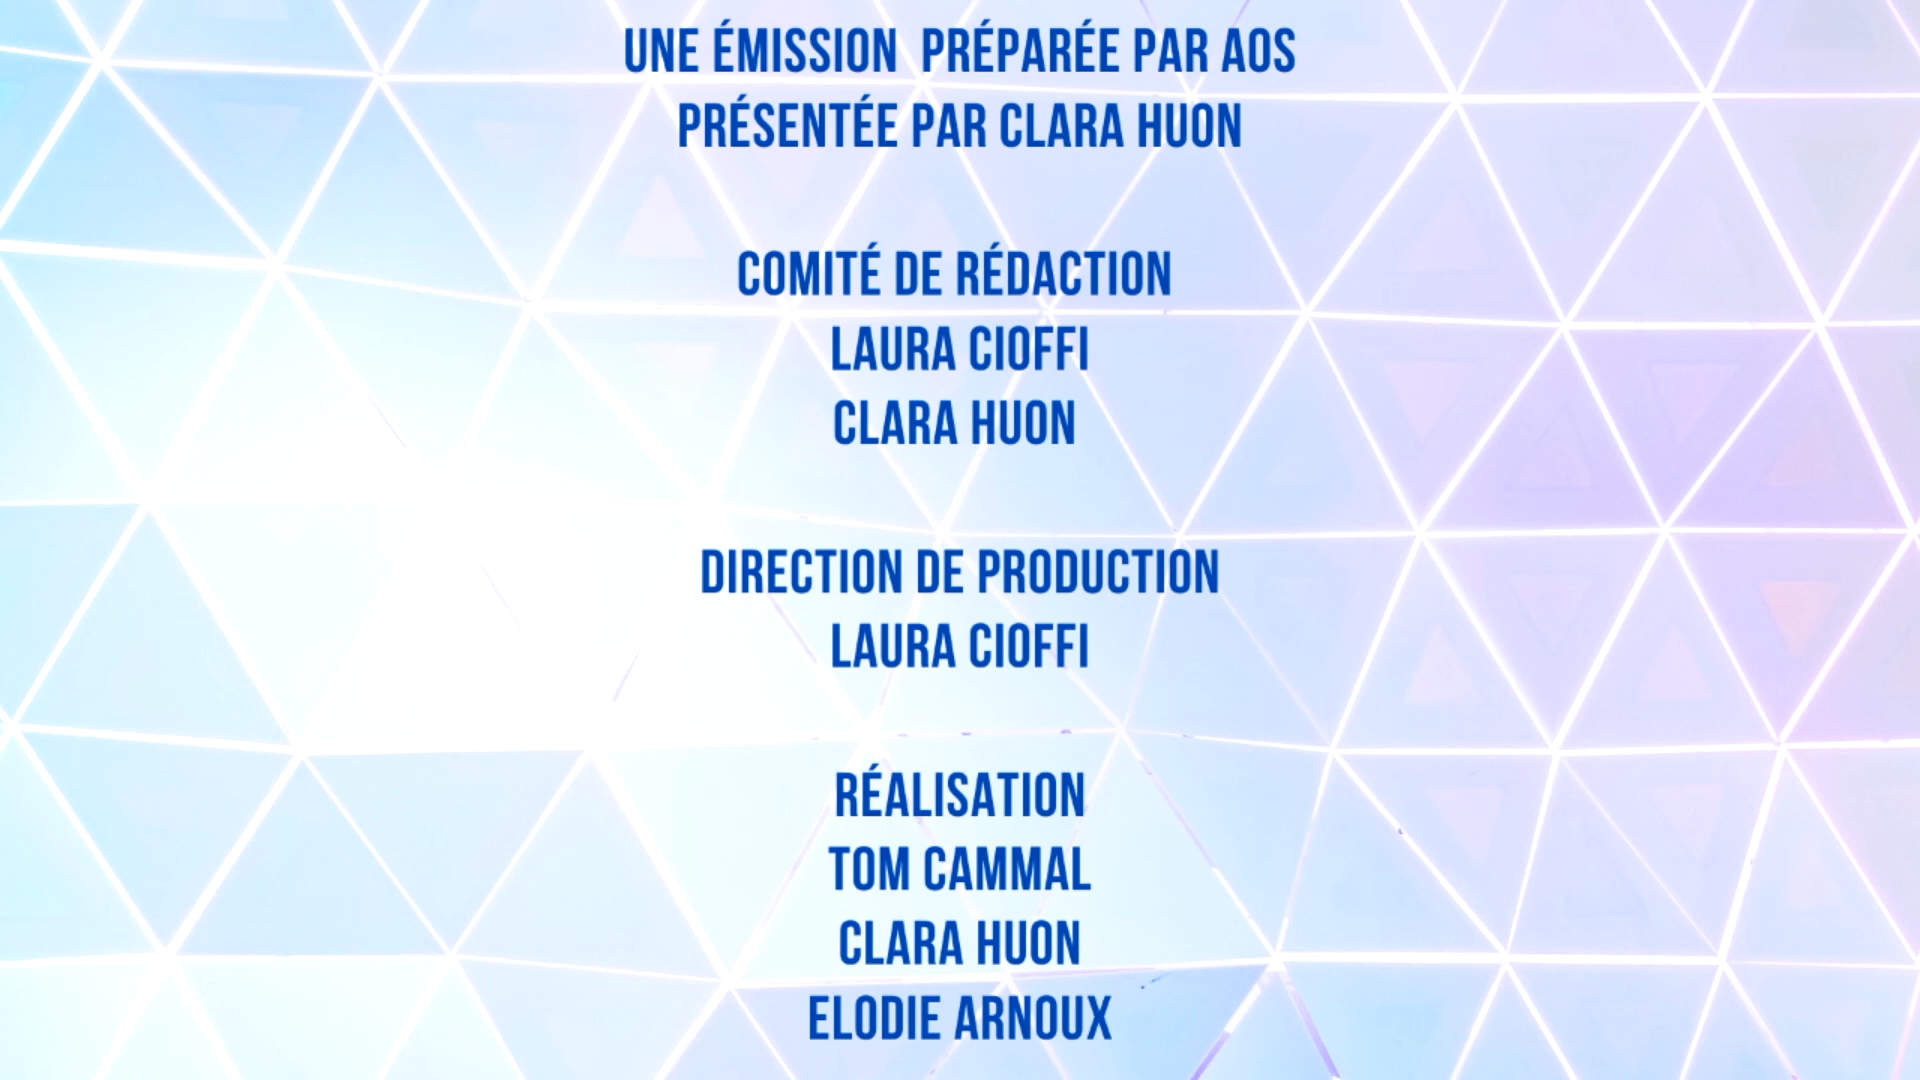 UNE ÉMISSION PRÉPARÉE PAR AOS
PRÉSENTÉE PAR CLARA HUON
COMITÉ DE RÉDACTION
LAURA CIOFFI
CLARA HUON
DIRECTION DE PRODUCTION
LAURA CIOFFI
RÉALISATION
TOM CAMMAL
CLARA HUON
ELODIE ARNOUX